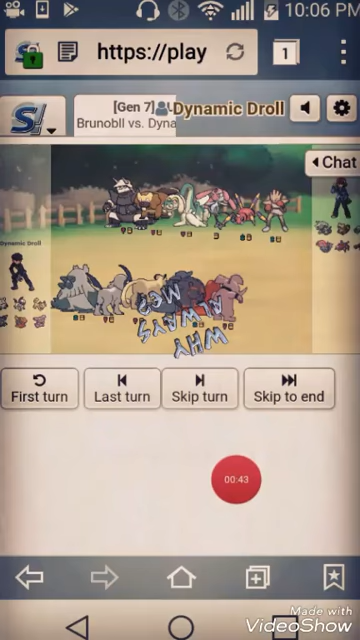 10:06 PM
https://play
1
[Gen 7]
Dynamic Droll
Brunobll vs. Dyna
Chat
Dynamic Droll
WHY
ALWAYS
ME?
First turn
Last turn
Skip turn
Skip to end
00:43
Made with
VideoShow